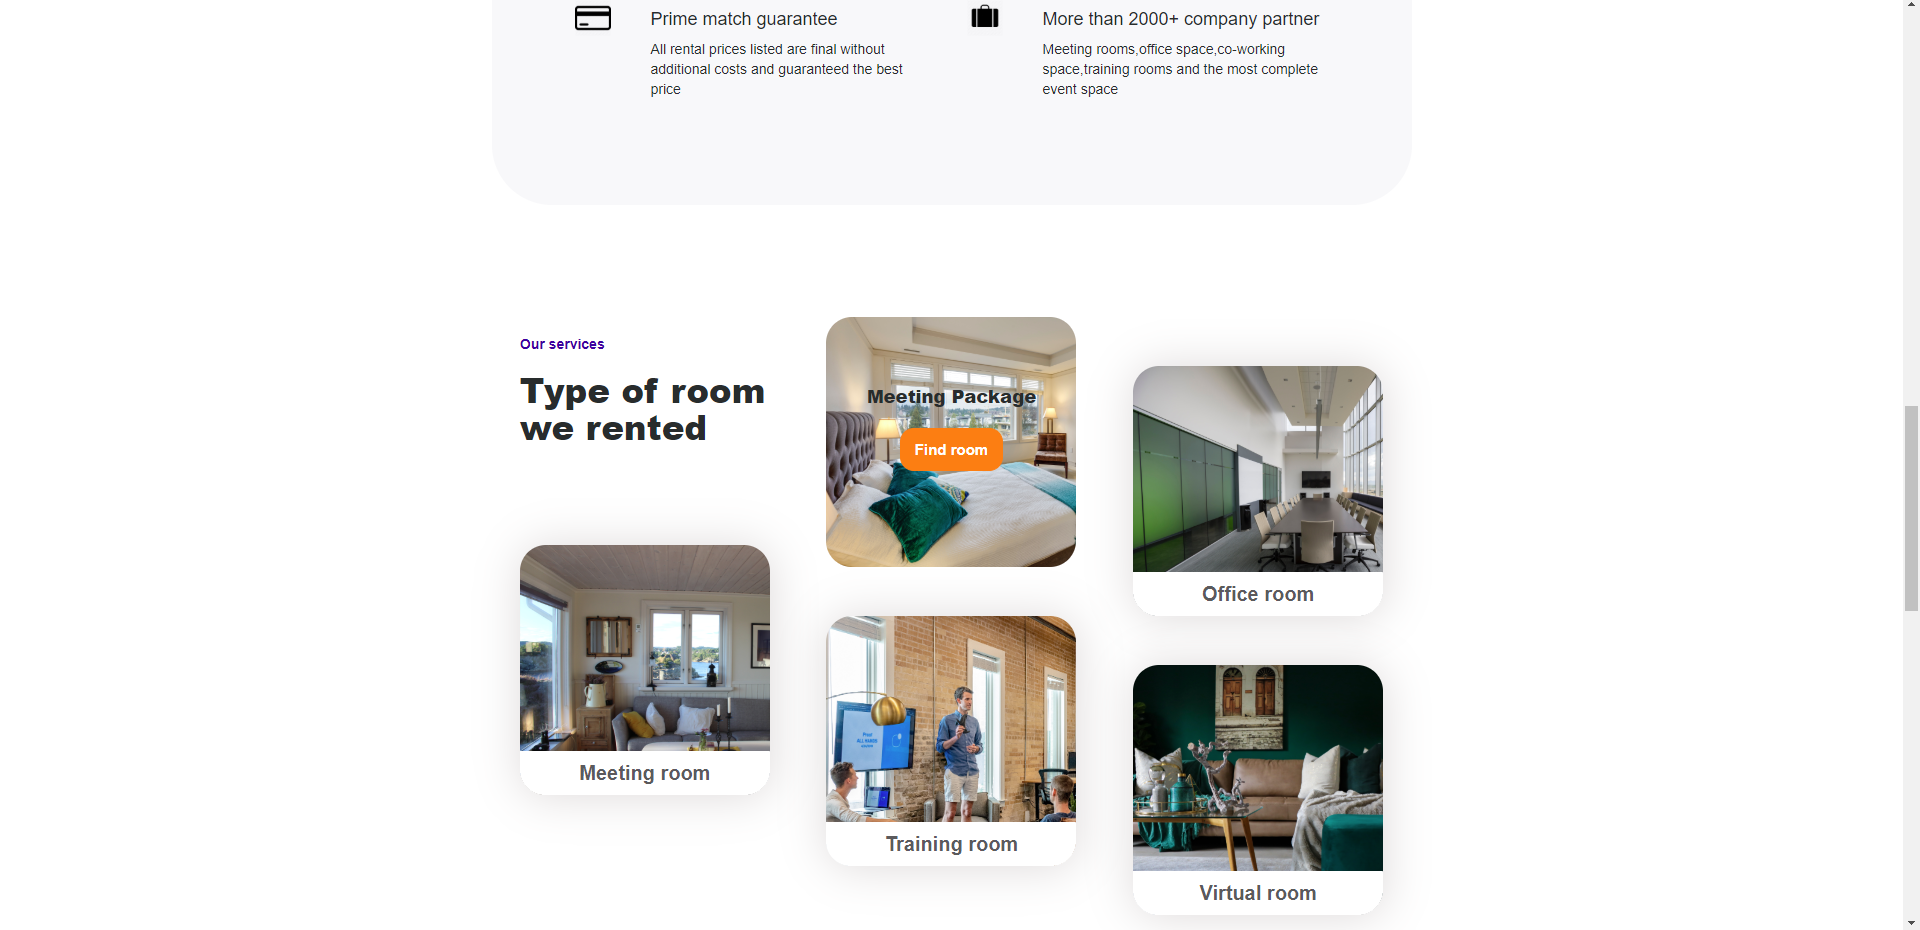 Prime match guarantee
All rental prices listed are final without
additional costs and guaranteed the best
price
More than 2000+ company partner
Meeting rooms,office space,co-working
space,training rooms and the most complete
event space
Our services
Type of room
we rented
Meeting Package
Find room
Office room
Meeting room
Training room
Virtual room